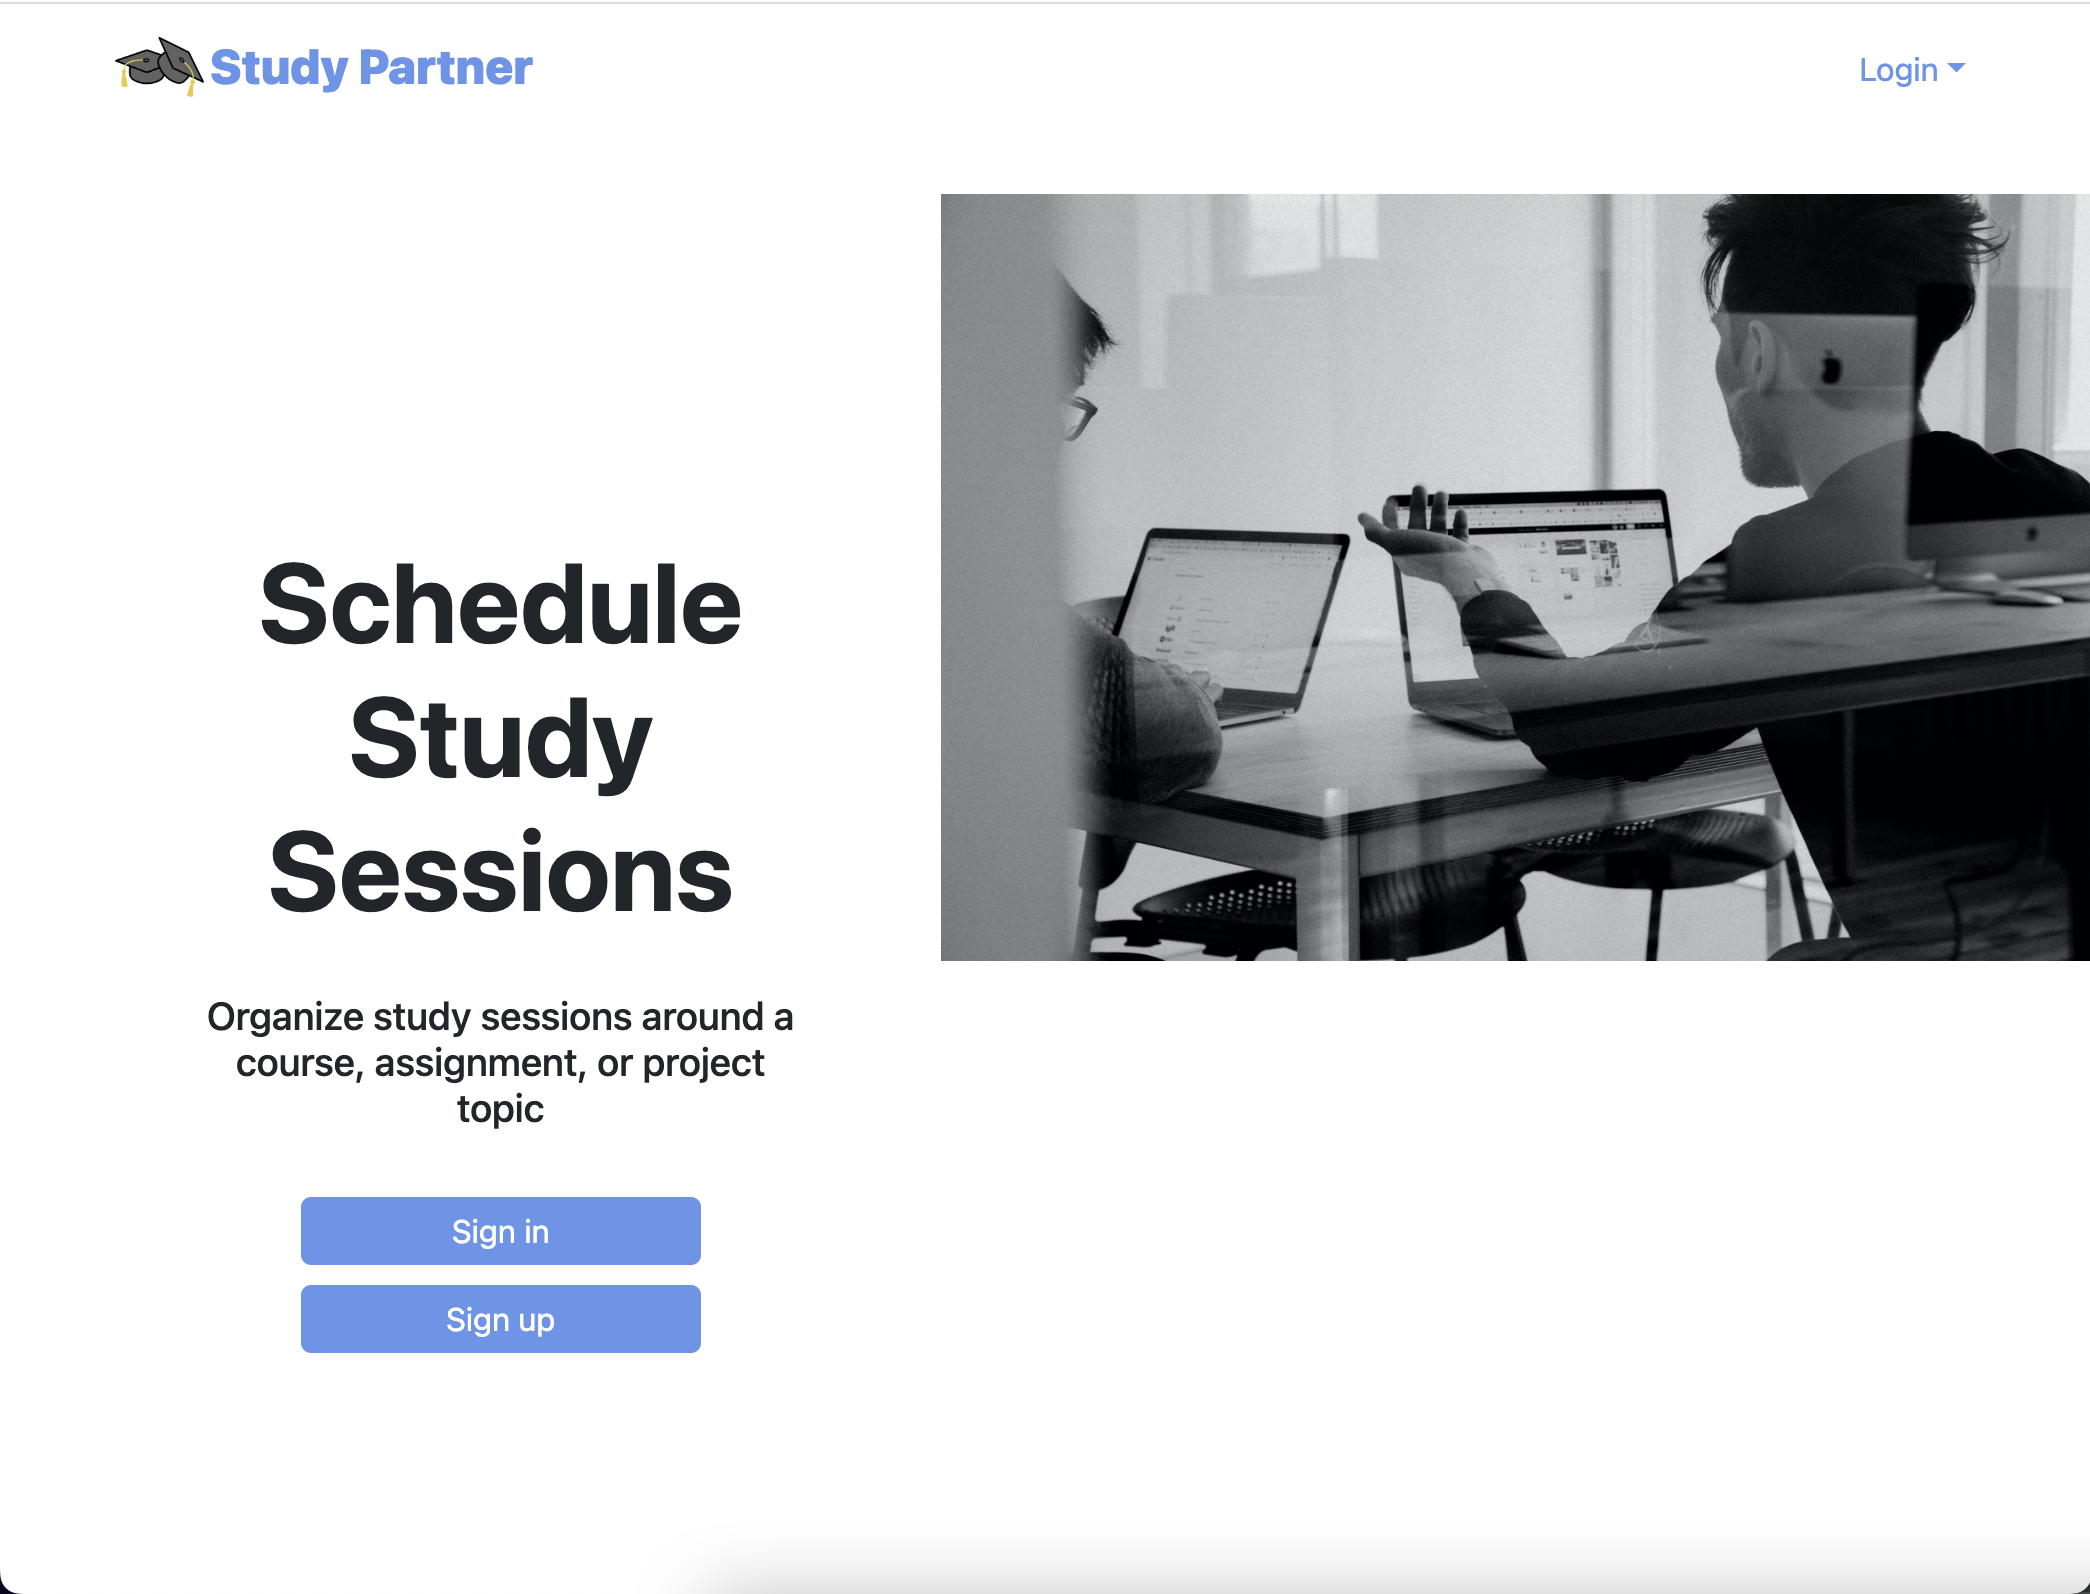 Study Partner
Login
Schedule
Study
Sessions
Organize study sessions around a
course, assignment, or project
topic
Sign in
Sign up